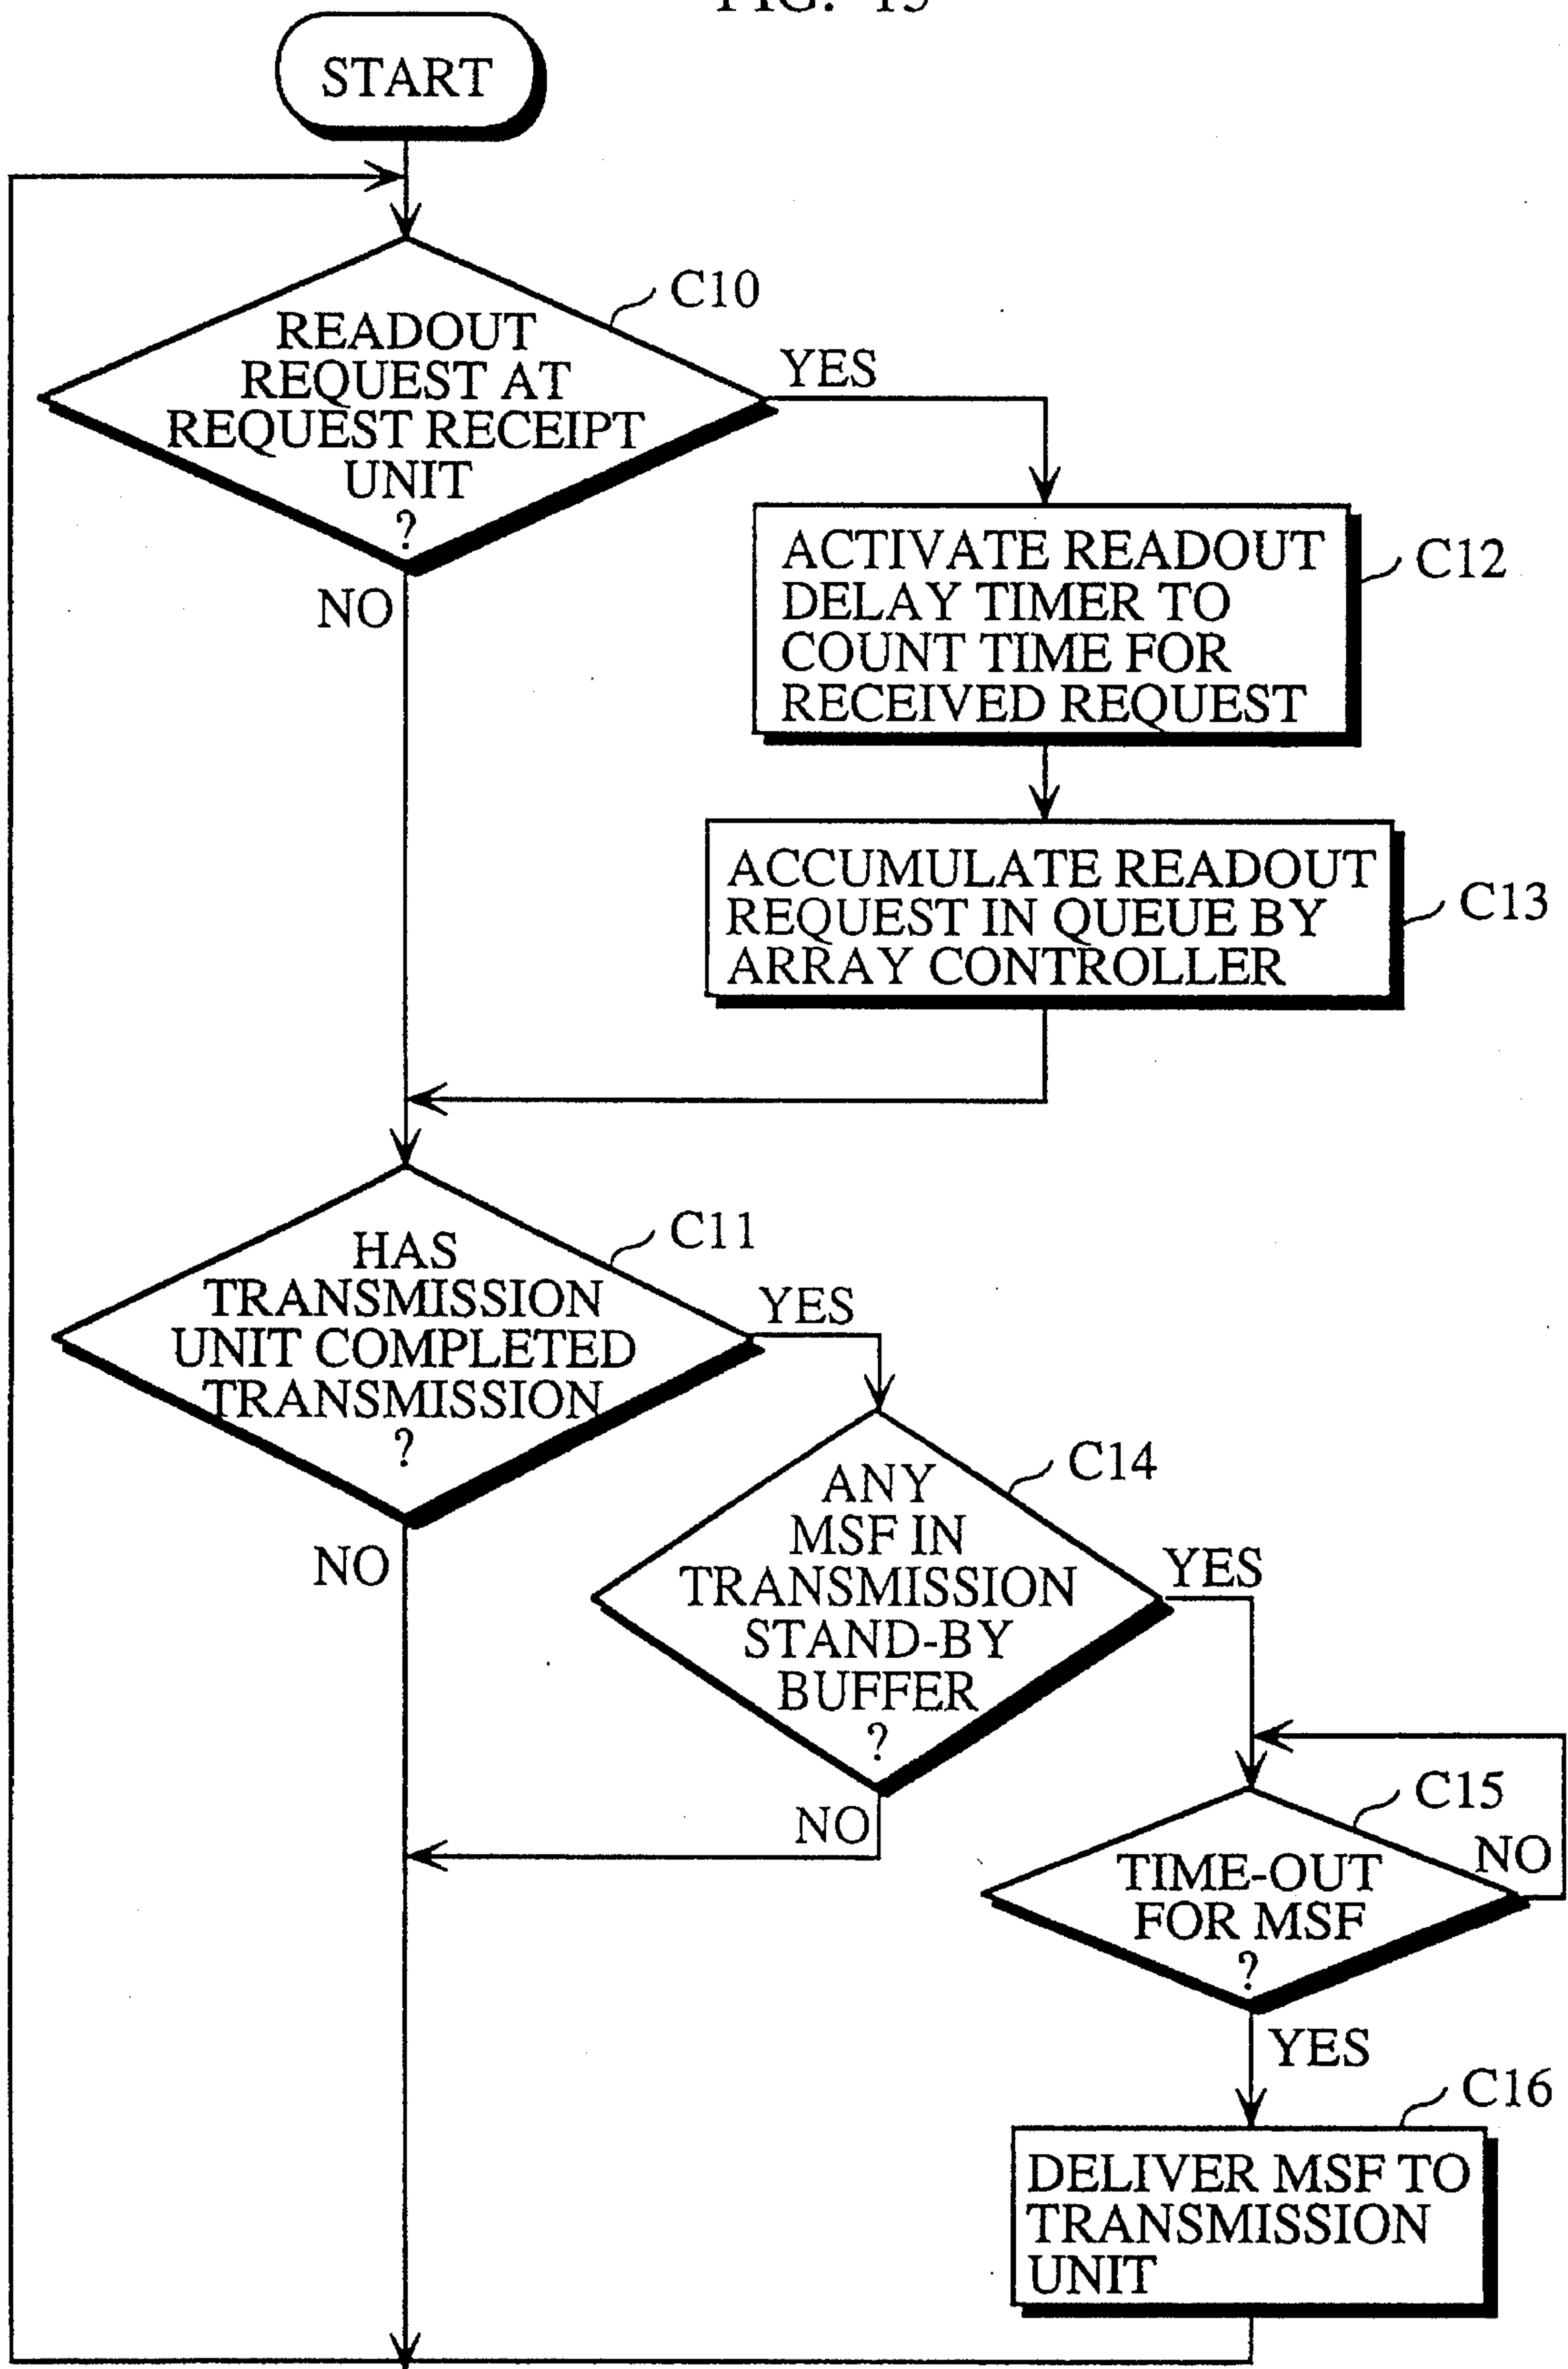 START
C10
READOUT
REQUEST AT
REQUEST RECEIPT
UNIT
?
YES
NO
ACTIVATE READOUT
DELAY TIMER TO
COUNT TIME FOR
RECEIVED REQUEST
C12
ACCUMULATE READOUT
REQUEST IN QUEUE BY
ARRAY CONTROLLER
C13
C11
HAS
TRANSMISSION
UNIT COMPLETED
TRANSMISSION
?
YES
NO
C14
ANY
MSF IN
TRANSMISSION
STAND-BY
BUFFER
?
YES
NO
C15
TIME-OUT
FOR MSF
?
NO
YES
C16
DELIVER MSF TO
TRANSMISSION
UNIT